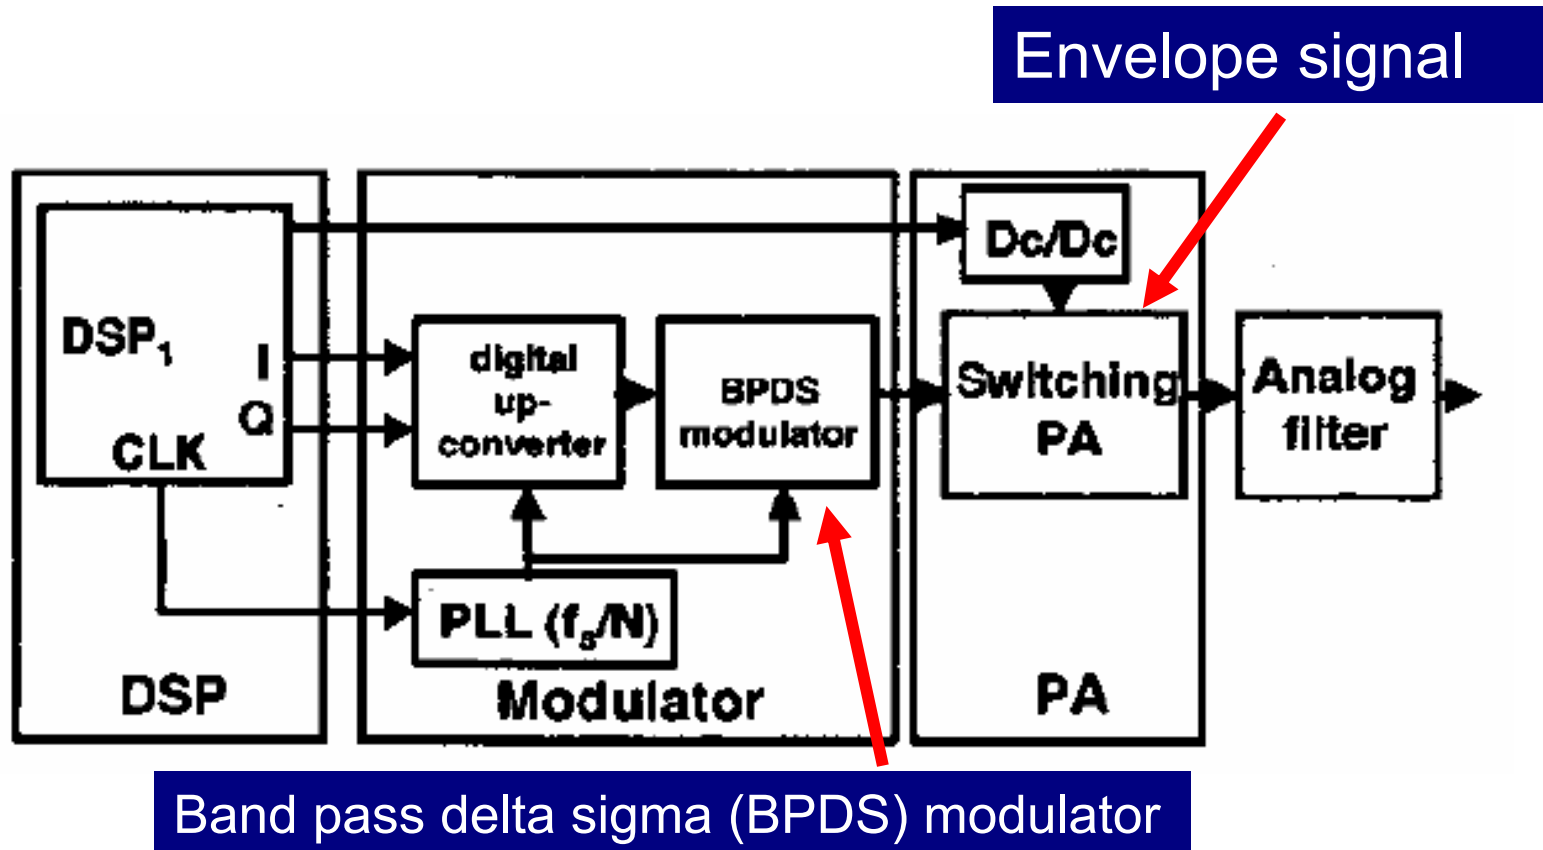 Envelope signal
Dc/Dc
DSP1
I
Q
CLK
digital
up-
converter
BPDS
modulator
Switching
PA
Analog
filter
PLL (fs/N)
DSP
Modulator
PA
Band pass delta sigma (BPDS) modulator